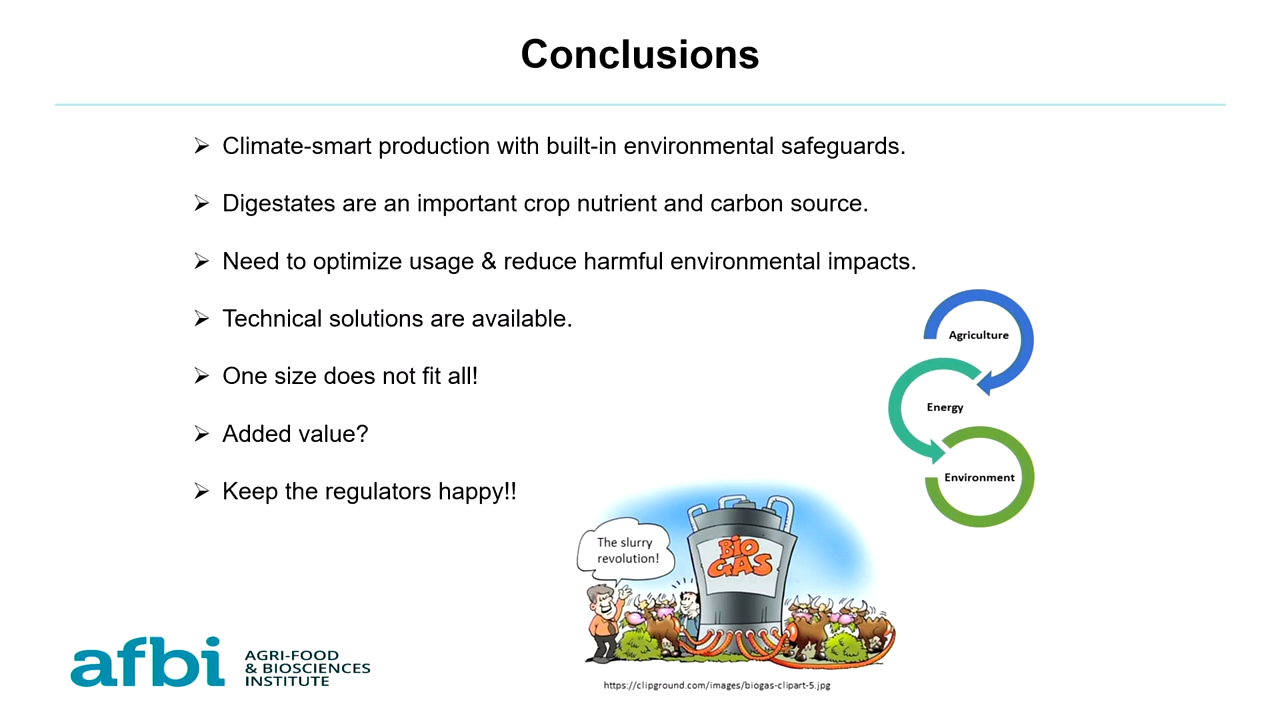 Conclusions
➢ Climate-smart production with built-in environmental safeguards.
➢ Digestates are an important crop nutrient and carbon source.
➢ Need to optimize usage & reduce harmful environmental impacts.
➢ Technical solutions are available.
➢ One size does not fit all!
➢ Added value?
➢ Keep the regulators happy!!
Agriculture
Energy
Environment
The slurry
revolution!
BIO
GAS
https://clipground.com/images/biogas-clipart-5.jpg
afbi
AGRI-FOOD
& BIOSCIENCES
INSTITUTE